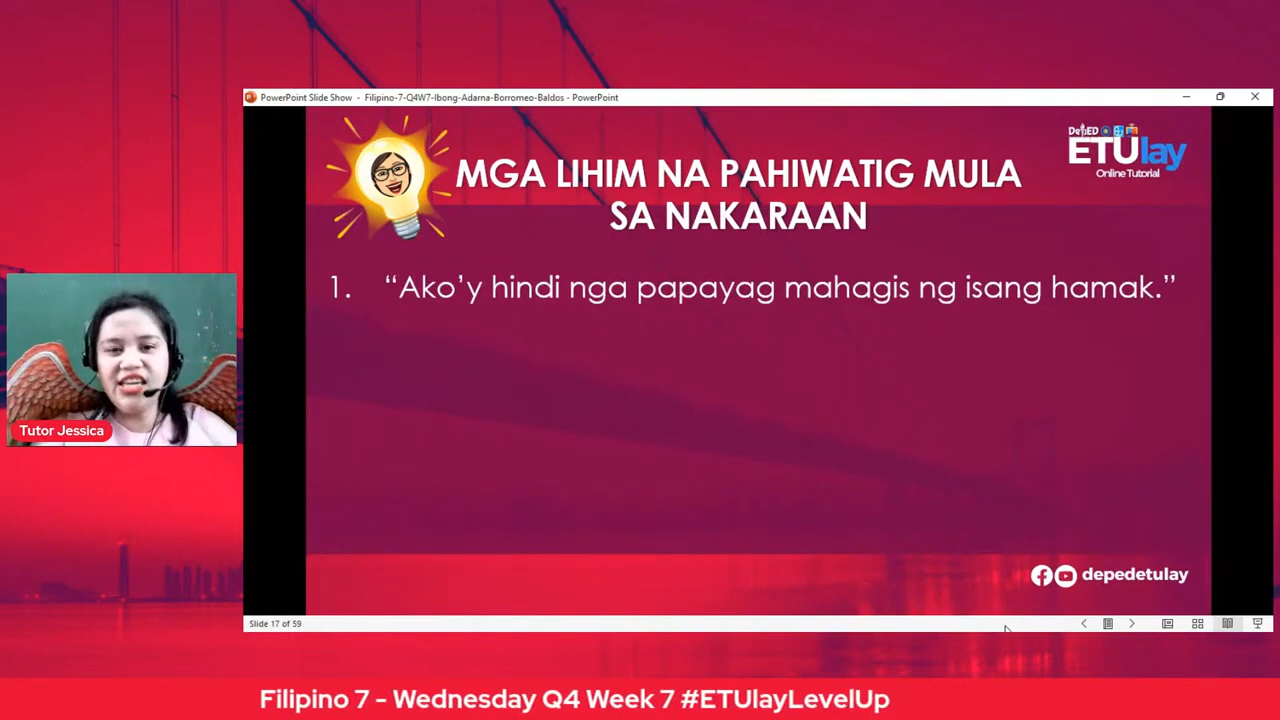 PowerPoint Slide Show - Filipino-7-Q4W7-Ibong-Adarna-Borromeo-Baldos - PowerPoint
MGA LIHIM NA PAHIWATIG MULA
SA NAKARAAN
DepED
ETUlay
Online Tutorial
1. “Ako’y hindi nga papayag mahagis ng isang hamak.”
Tutor Jessica
depedetulay
Slide 17 of 59
Filipino 7 - Wednesday Q4 Week 7 #ETUlayLevelUp